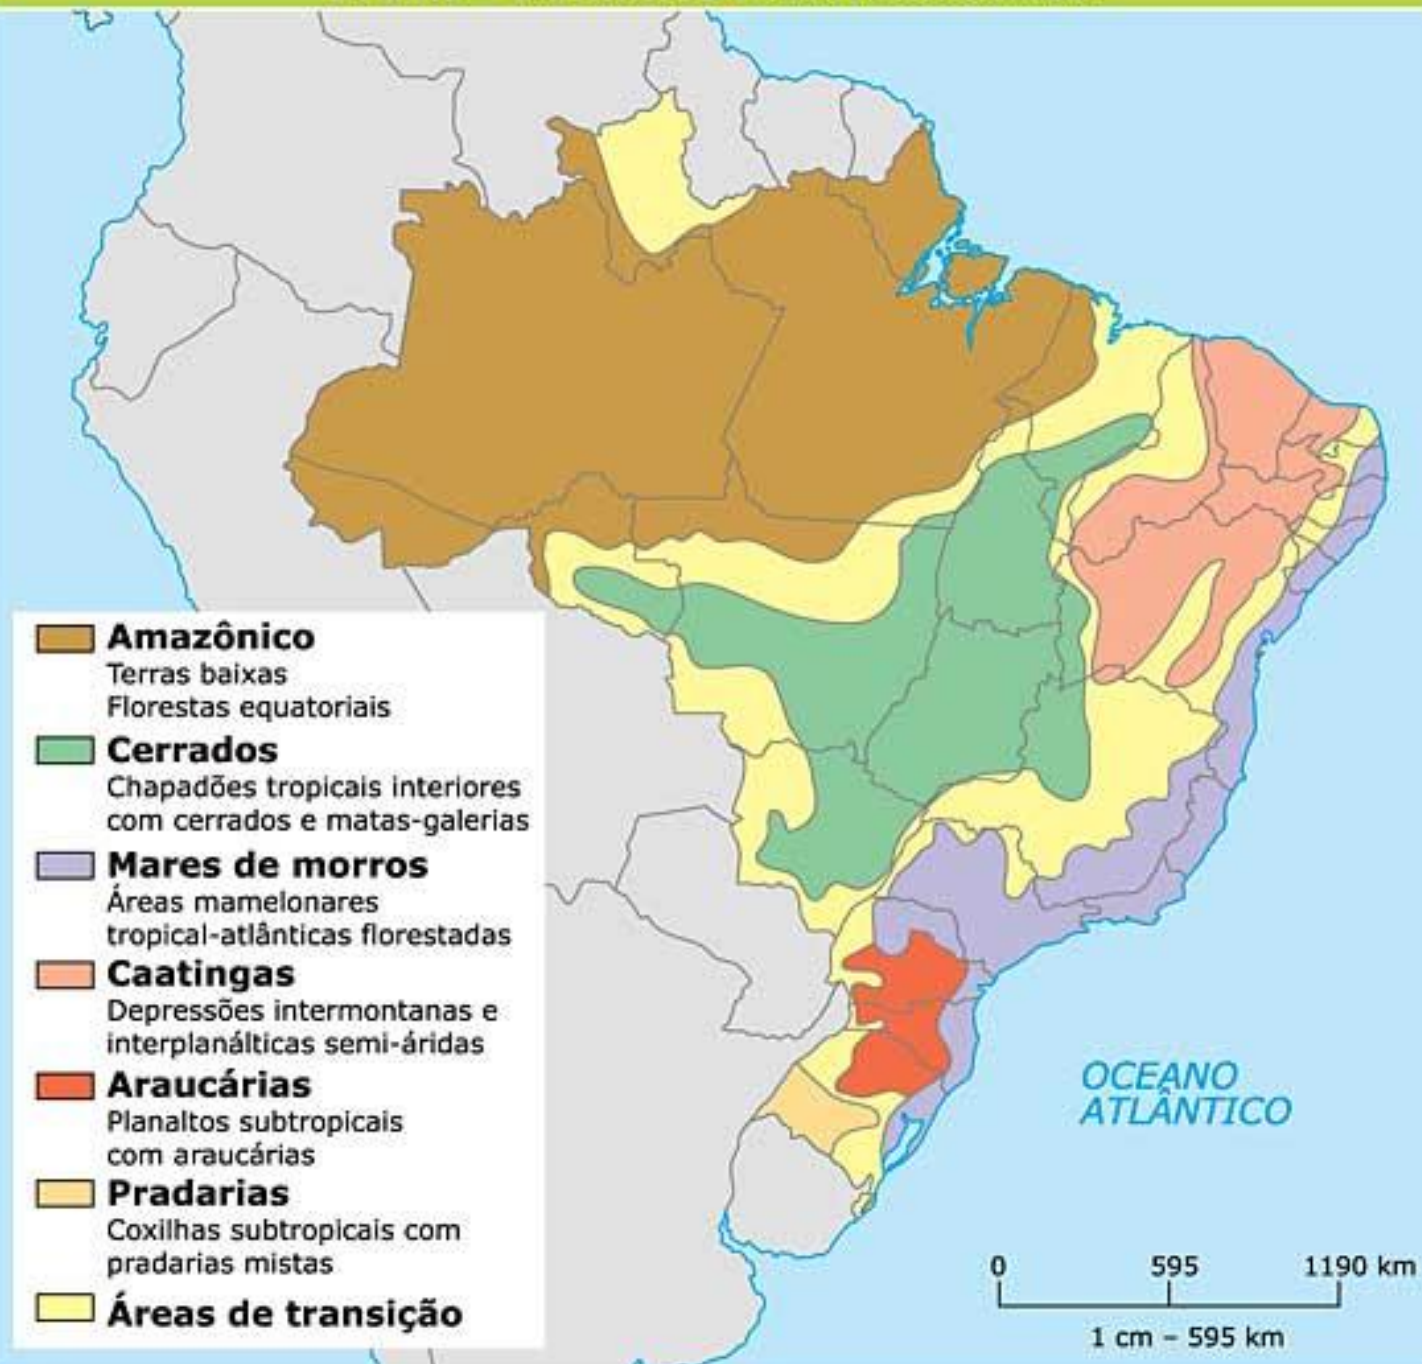 Amazônico
Terras baixas
Florestas equatoriais
Cerrados
Chapadões tropicais interiores
com cerrados e matas-galerias
Mares de morros
Áreas mamelonares
tropical-atlânticas florestadas
Caatingas
Depressões intermontanas e
interplanálticas semi-áridas
Araucárias
Planaltos subtropicais
com araucárias
Pradarias
Coxilhas subtropicais com
pradarias mistas
Áreas de transição
OCEANO
ATLÂNTICO
0 595 1190 km
1 cm – 595 km